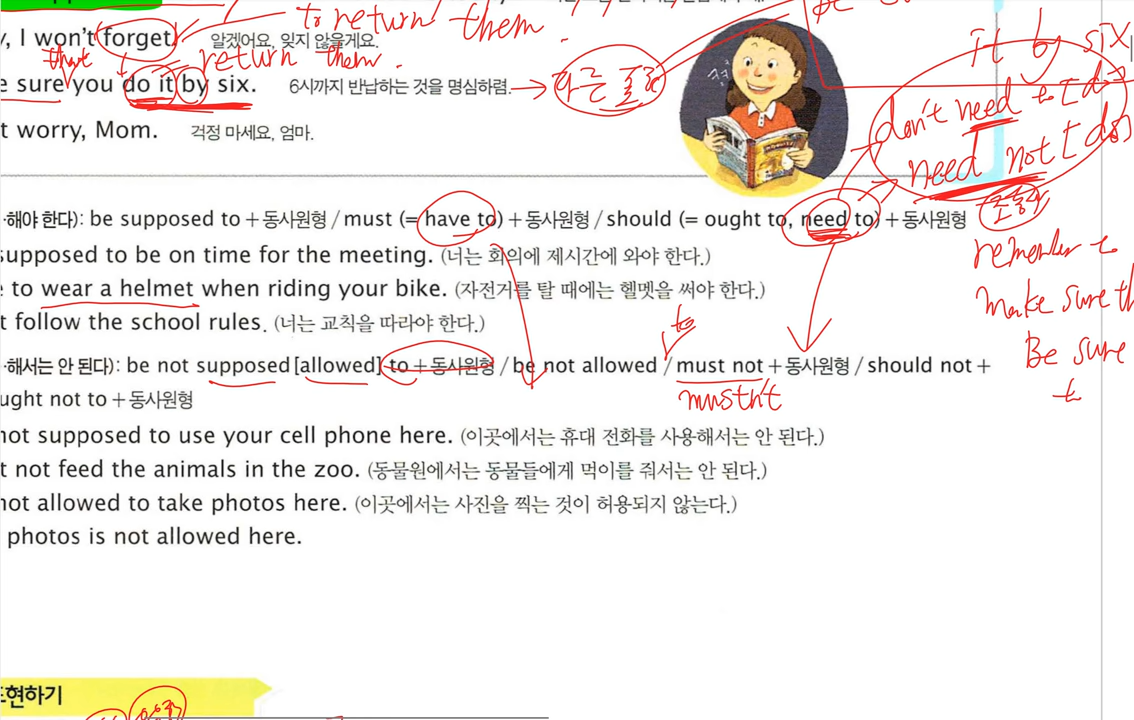 to return them.
y, I won't forget. 알겠어요, 잊지 않을게요.
that return them.
e sure you do it by six. 6시까지 반납하는 것을 명심하렴.
it by six
t worry, Mom. 걱정 마세요, 엄마.
don't need to [do]
need not [do]
·해야 한다): be supposed to + 동사원형 / must (= have to) + 동사원형 / should (= ought to, need to) + 동사원형
조동사
supposed to be on time for the meeting. (너는 회의에 제시간에 와야 한다.)
remember to
e to wear a helmet when riding your bike. (자전거를 탈 때에는 헬멧을 써야 한다.)
make sure th
t follow the school rules. (너는 교칙을 따라야 한다.)
to
Be sure
to
·해서는 안 된다): be not supposed [allowed] to + 동사원형 / be not allowed / must not + 동사원형 / should not +
mustn't
ught not to + 동사원형
not supposed to use your cell phone here. (이곳에서는 휴대 전화를 사용해서는 안 된다.)
t not feed the animals in the zoo. (동물원에서는 동물들에게 먹이를 줘서는 안 된다.)
not allowed to take photos here. (이곳에서는 사진을 찍는 것이 허용되지 않는다.)
photos is not allowed here.
표현하기